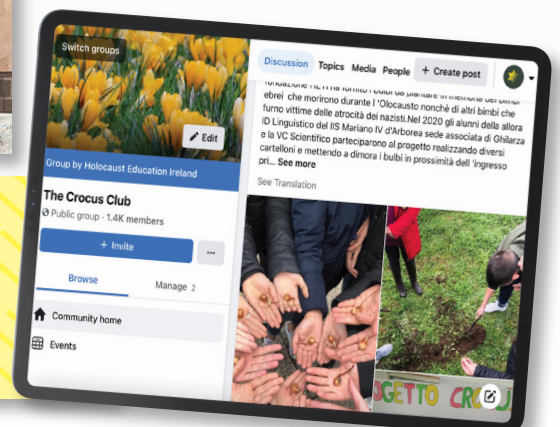 Switch groups
Edit
Group by Holocaust Education Ireland
The Crocus Club
Public group · 1.4K members
+ Invite
...
Browse
Manage 2
Community home
Events
Discussion Topics Media People + Create post
ebrei che morirono durante l 'Olocausto nonchè di altri bimbi che
furno vittime delle atrocità dei nazisti.Nel 2020 gli alunni della allora
ID Linguistico del IIS Mariano IV d'Arborea sede associata di Ghilarza
e la VC Scientifico parteciparono al progetto realizzando diversi
cartelloni e mettendo a dimora i bulbi in prossimità dell 'ingresso
pri... See more
See Translation